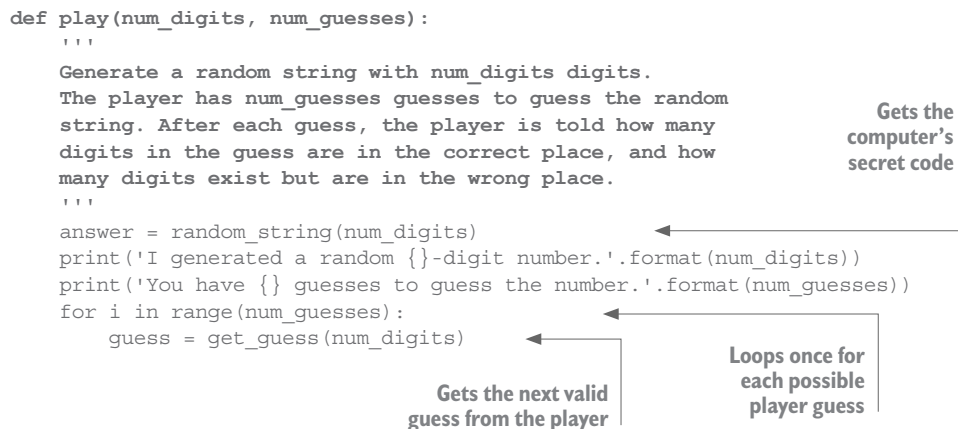 def play(num_digits, num_guesses):
    '''
    Generate a random string with num_digits digits.
    The player has num_guesses guesses to guess the random
    string. After each guess, the player is told how many
    digits in the guess are in the correct place, and how
    many digits exist but are in the wrong place.
    '''
Gets the
computer’s
secret code
    answer = random_string(num_digits)
    print('I generated a random {}-digit number.'.format(num_digits))
    print('You have {} guesses to guess the number.'.format(num_guesses))
    for i in range(num_guesses):
        guess = get_guess(num_digits)
Loops once for
each possible
player guess
Gets the next valid
guess from the player